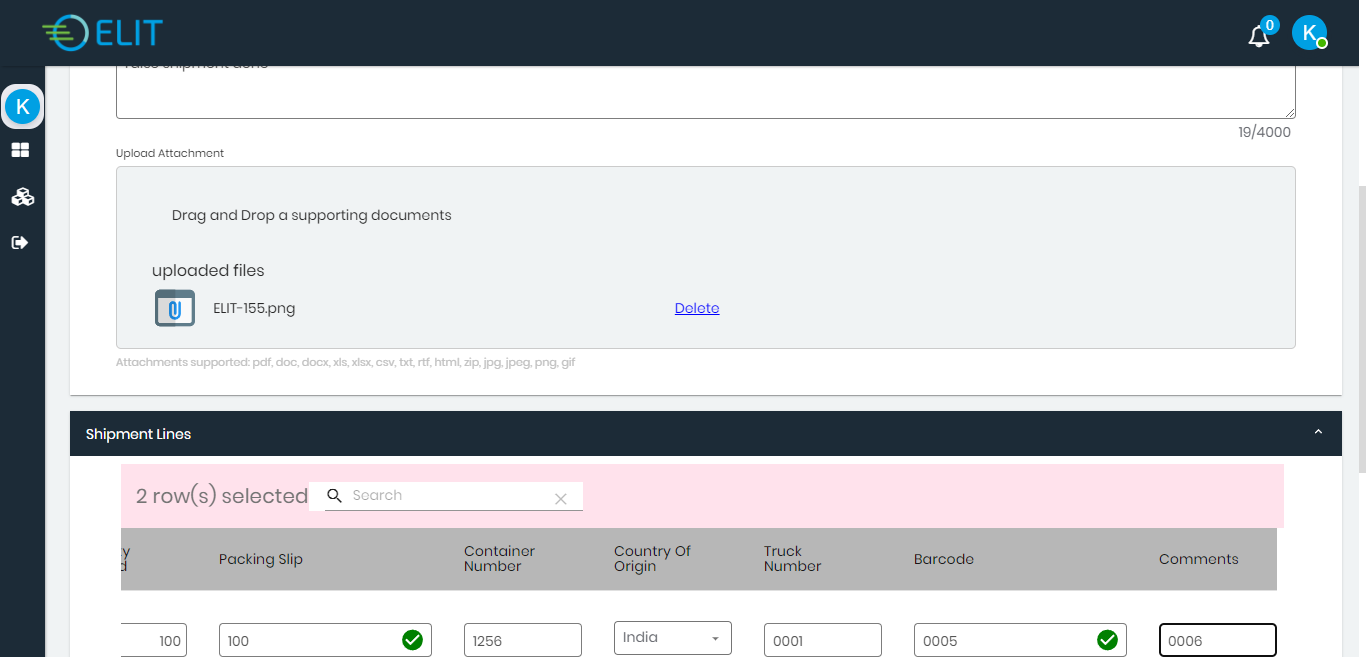 ELIT
0
K
K
raise shipment done
19/4000
Upload Attachment
Drag and Drop a supporting documents
uploaded files
ELIT-155.png
Delete
Attachments supported: pdf, doc, docx, xls, xlsx, csv, txt, rtf, html, zip, jpg, jpeg, png, gif
Shipment Lines
2 row(s) selected
Search
Packing Slip
Container Number
Country Of Origin
Truck Number
Barcode
Comments
100
100
1256
India
0001
0005
0006